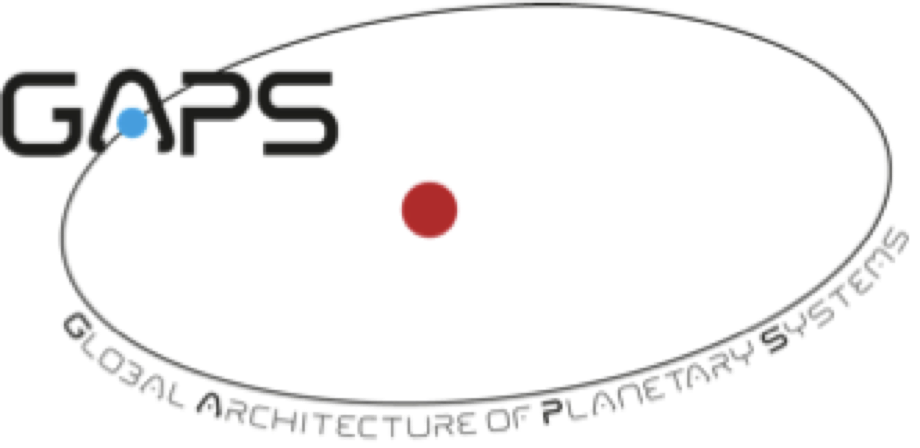 GAPS
GLOBAL ARCHITECTURE OF PLANETARY SYSTEMS